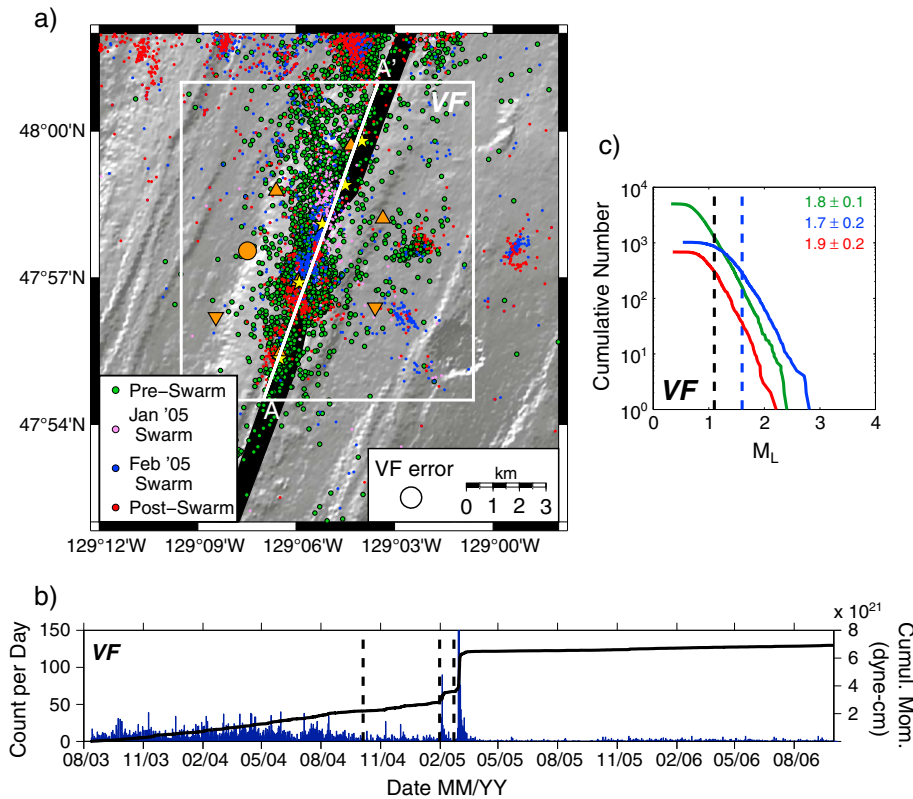 a)
A'
VF
48°00'N
47°57'N
47°54'N
A
Pre-Swarm
Jan '05
Swarm
Feb '05
Swarm
Post-Swarm
VF error
km
0 1 2 3
129°12'W 129°09'W 129°06'W 129°03'W 129°00'W
c)
Cumulative Number
10^4
10^3
10^2
10^1
10^0
1.8 ± 0.1
1.7 ± 0.2
1.9 ± 0.2
VF
0 1 2 3 4
M_L
b)
x 10^21
Count per Day
150
100
50
0
VF
8
6
4
2
Cumul. Mom.
(dyne-cm)
08/03 11/03 02/04 05/04 08/04 11/04 02/05 05/05 08/05 11/05 02/06 05/06 08/06
Date MM/YY